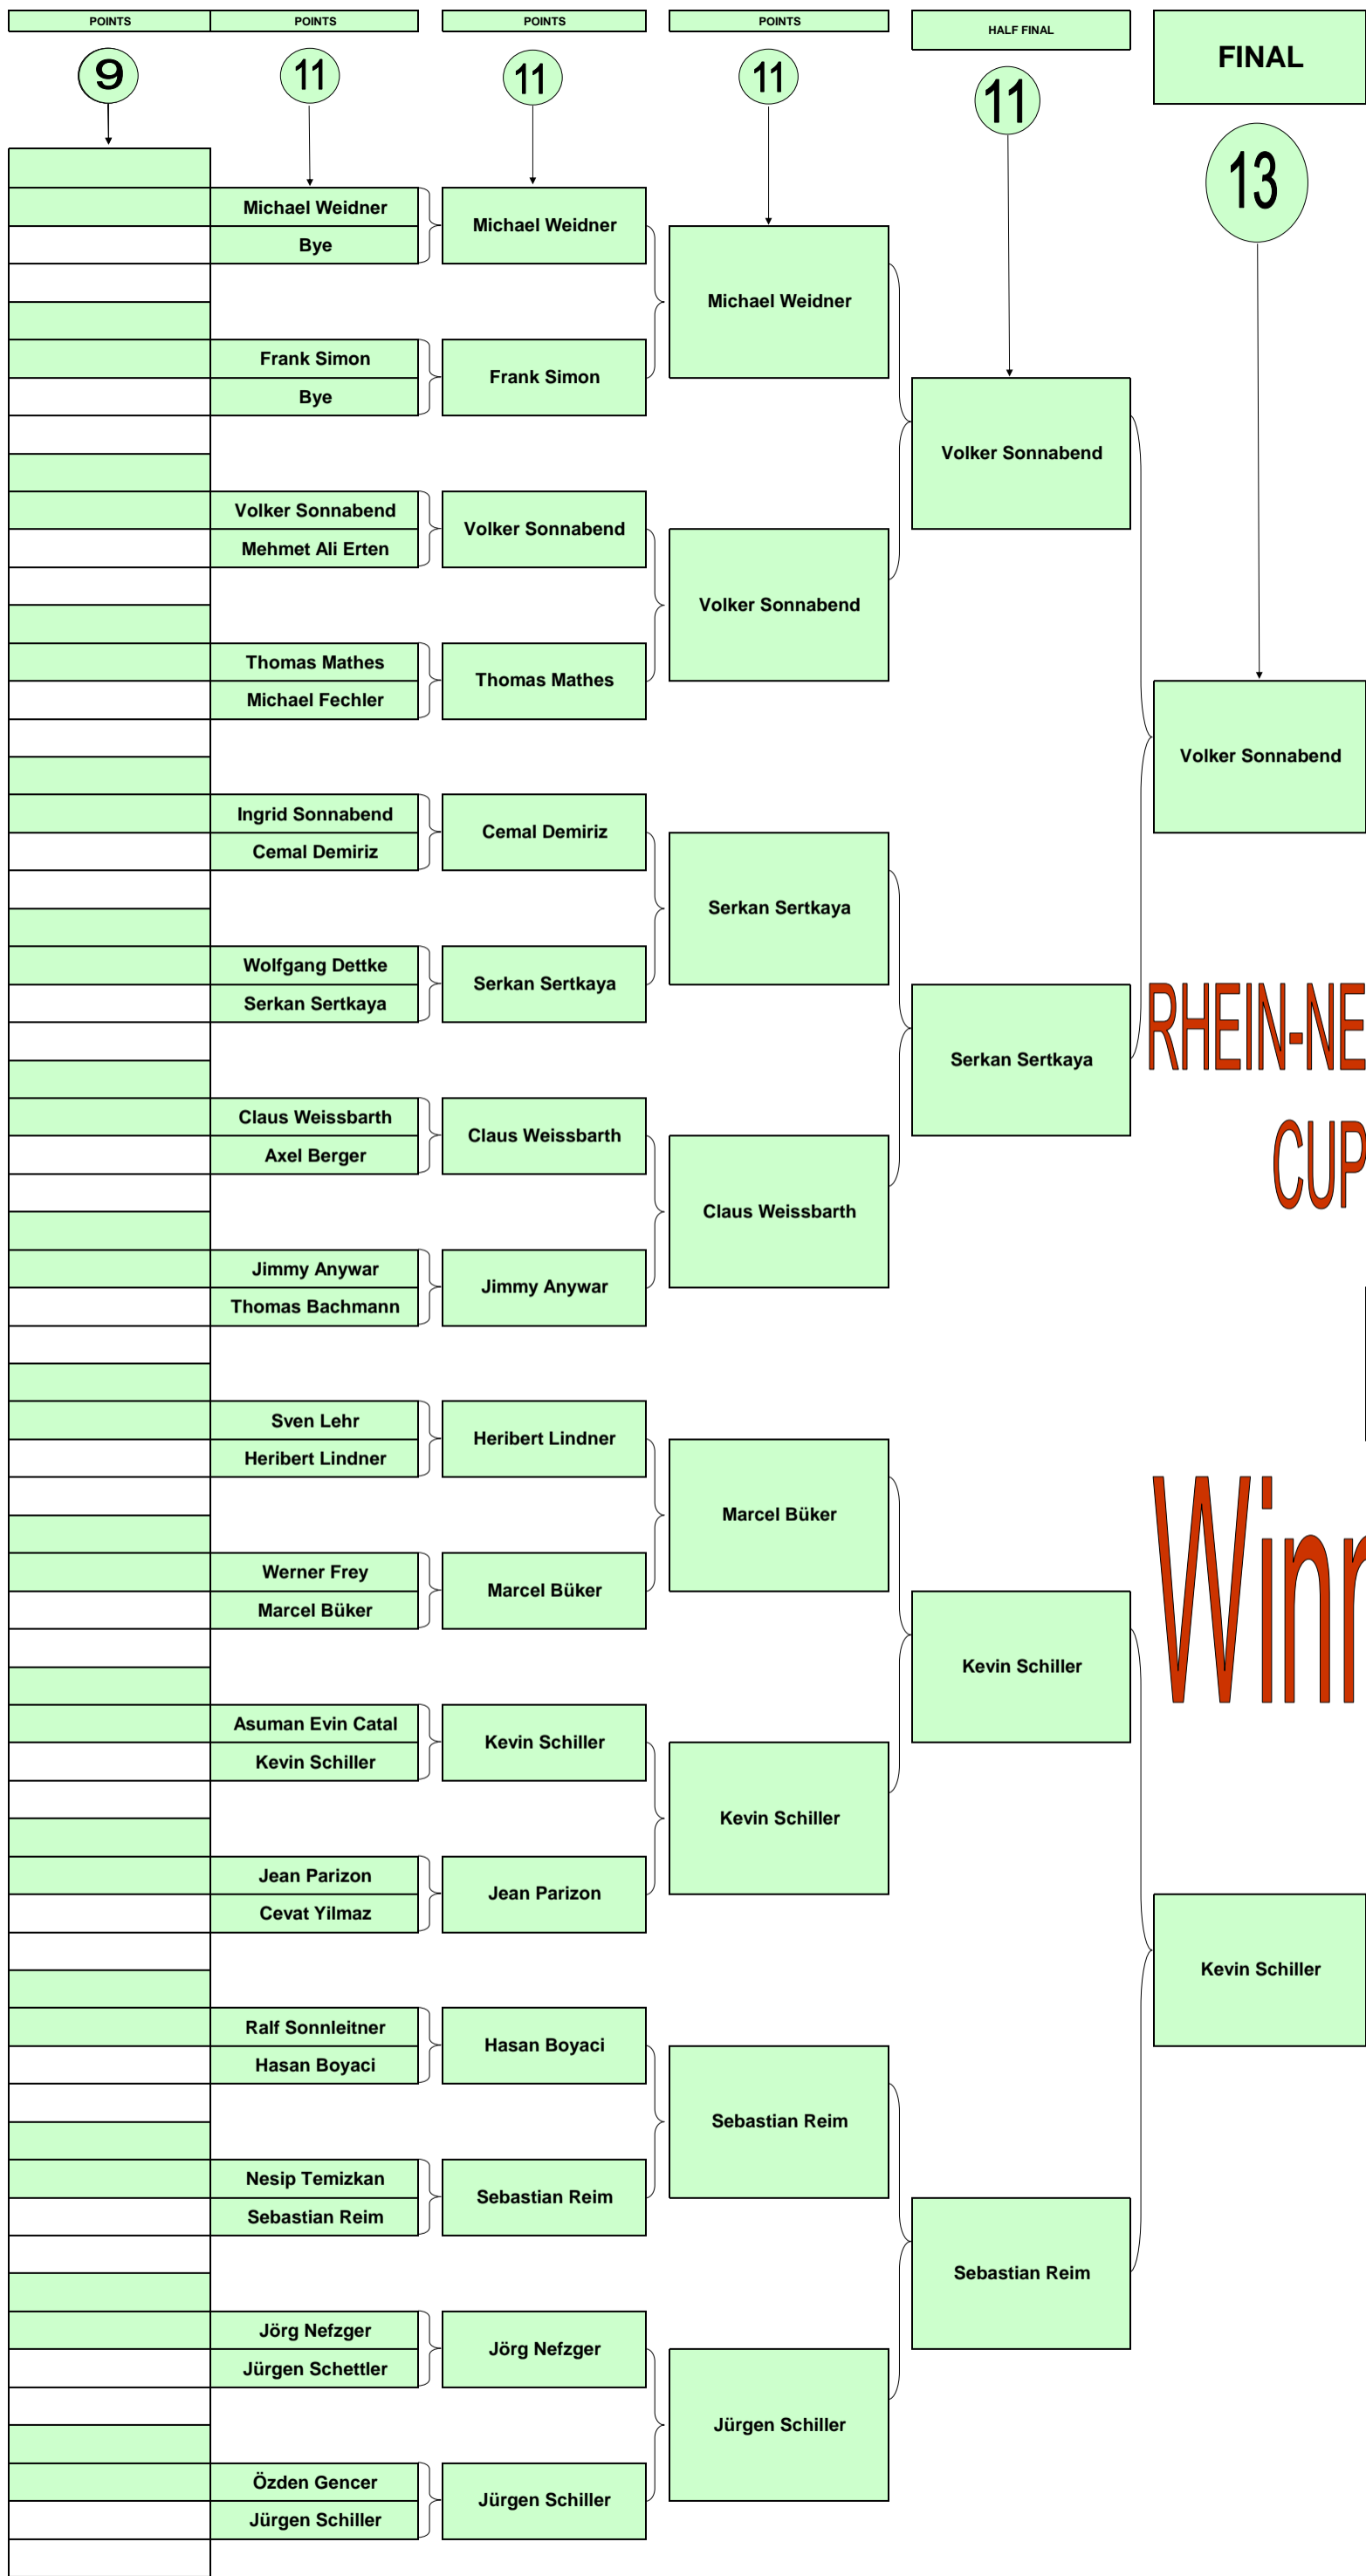 POINTS
POINTS
POINTS
POINTS
HALF FINAL
FINAL
9
11
11
11
11
13
Michael Weidner
Bye
Frank Simon
Bye
Volker Sonnabend
Mehmet Ali Erten
Thomas Mathes
Michael Fechler
Ingrid Sonnabend
Cemal Demiriz
Wolfgang Dettke
Serkan Sertkaya
Claus Weissbarth
Axel Berger
Jimmy Anywar
Thomas Bachmann
Sven Lehr
Heribert Lindner
Werner Frey
Marcel Büker
Asuman Evin Catal
Kevin Schiller
Jean Parizon
Cevat Yilmaz
Ralf Sonnleitner
Hasan Boyaci
Nesip Temizkan
Sebastian Reim
Jörg Nefzger
Jürgen Schettler
Özden Gencer
Jürgen Schiller
Michael Weidner
Frank Simon
Volker Sonnabend
Thomas Mathes
Cemal Demiriz
Serkan Sertkaya
Claus Weissbarth
Jimmy Anywar
Heribert Lindner
Marcel Büker
Kevin Schiller
Jean Parizon
Hasan Boyaci
Sebastian Reim
Jörg Nefzger
Jürgen Schiller
Michael Weidner
Volker Sonnabend
Serkan Sertkaya
Claus Weissbarth
Marcel Büker
Kevin Schiller
Sebastian Reim
Jürgen Schiller
Volker Sonnabend
Serkan Sertkaya
Kevin Schiller
Sebastian Reim
Volker Sonnabend
Kevin Schiller
RHEIN-NE
CUP
Winn